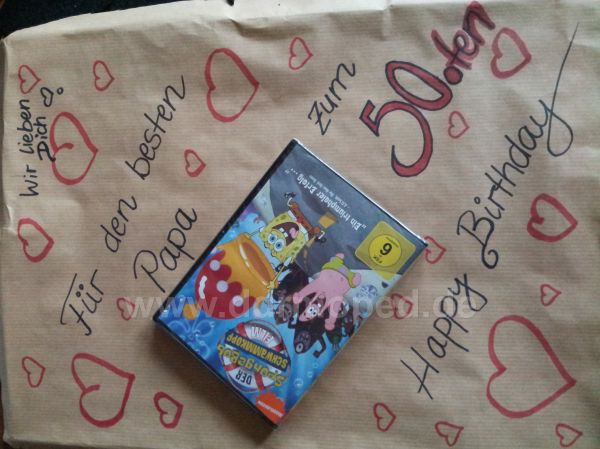 Wir lieben
Dich
Für den besten
Papa
zum
50.ten
Happy Birthday
„Ein triumphaler Erfolg...“
6
DER
SpongeBob
SCHWAMMKOPF
FILM